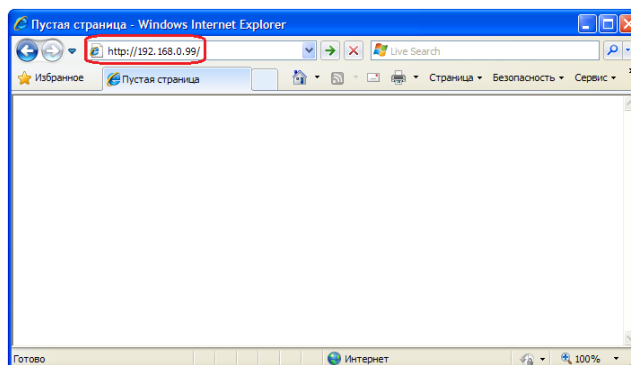 Пустая страница - Windows Internet Explorer
http://192.168.0.99/
Live Search
Избранное
Пустая страница
Страница
Безопасность
Сервис
Готово
Интернет
100%